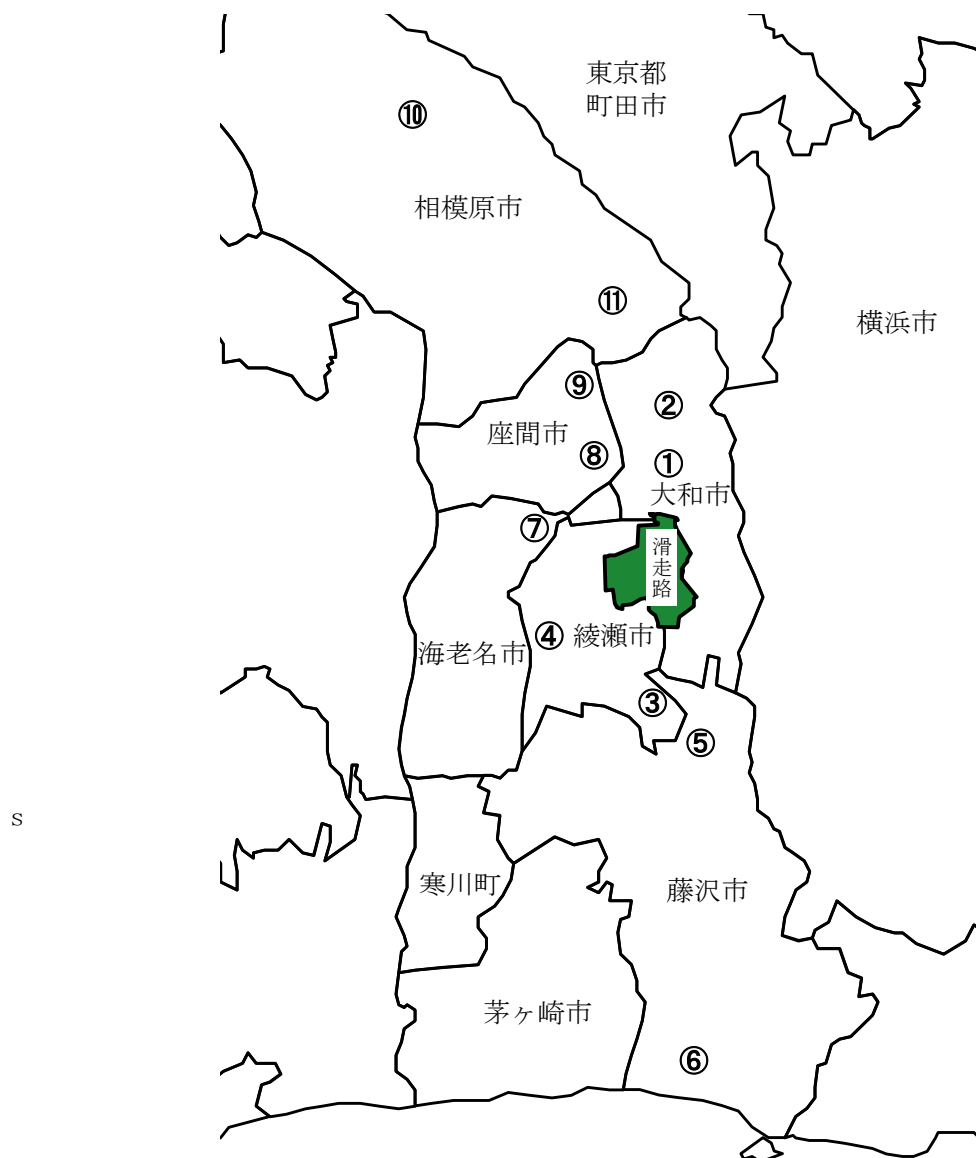 東京都
町田市
⑩
相模原市
⑪
横浜市
⑨
②
座間市
⑧
①
大和市
⑦
滑走路
④
綾瀬市
海老名市
③
⑤
s
寒川町
藤沢市
茅ヶ崎市
⑥